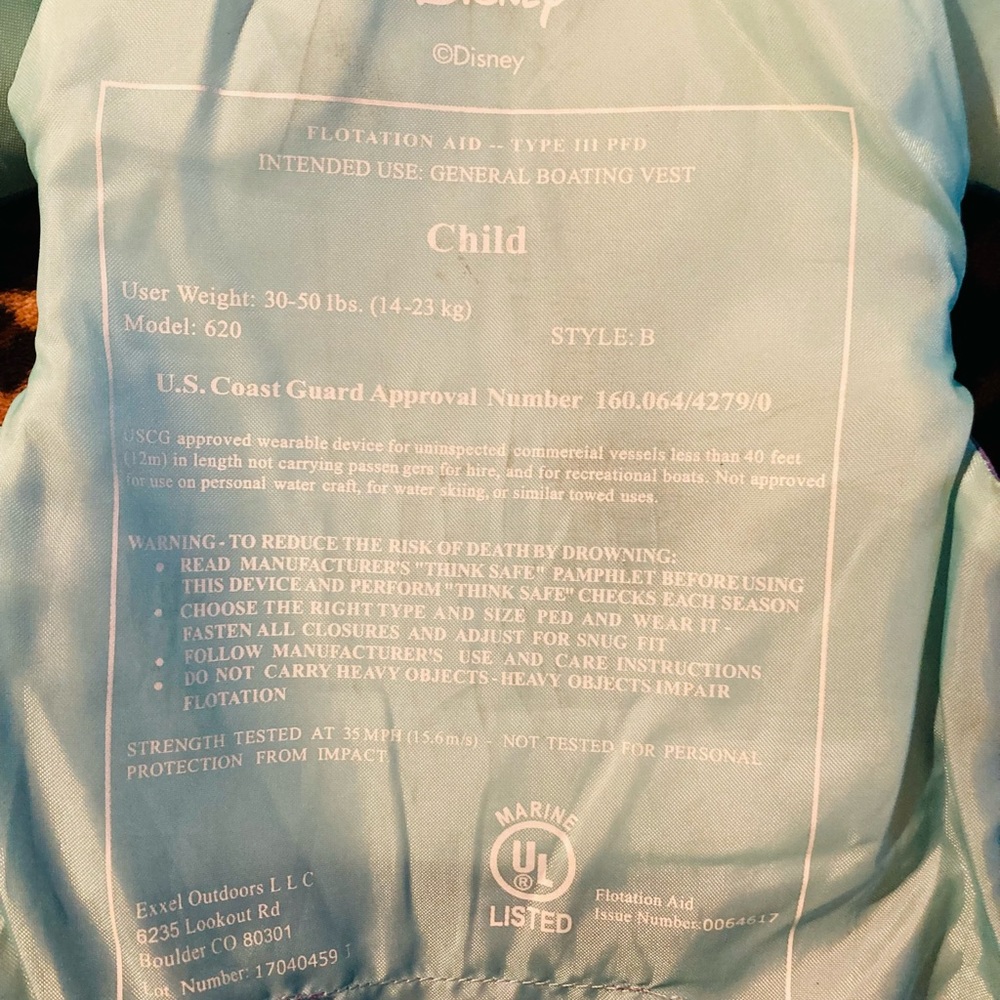 Disney
©Disney
FLOTATION AID -- TYPE III PFD
INTENDED USE: GENERAL BOATING VEST
Child
User Weight: 30-50 lbs. (14-23 kg)
Model: 620 STYLE: B
U.S. Coast Guard Approval Number 160.064/4279/0
USCG approved wearable device for uninspected commereial vessels less than 40 feet
(12m) in length not carrying passen gers for hire, and for recreational boats. Not approved
for use on personal water craft, for water skiing, or similar towed uses.
WARNING - TO REDUCE THE RISK OF DEATH BY DROWNING:
• READ MANUFACTURER'S "THINK SAFE" PAMPHLET BEFORE USING
THIS DEVICE AND PERFORM "THINK SAFE" CHECKS EACH SEASON
• CHOOSE THE RIGHT TYPE AND SIZE PED AND WEAR IT -
FASTEN ALL CLOSURES AND ADJUST FOR SNUG FIT
• FOLLOW MANUFACTURER'S USE AND CARE INSTRUCTIONS
• DO NOT CARRY HEAVY OBJECTS - HEAVY OBJECTS IMPAIR
FLOTATION
STRENGTH TESTED AT 35 MPH (15.6m/s) - NOT TESTED FOR PERSONAL
PROTECTION FROM IMPACT
MARINE
UL®
LISTED
Flotation Aid
Issue Number:0064617
Exxel Outdoors L L C
6235 Lookout Rd
Boulder CO 80301
Lot Number: 17040459 J